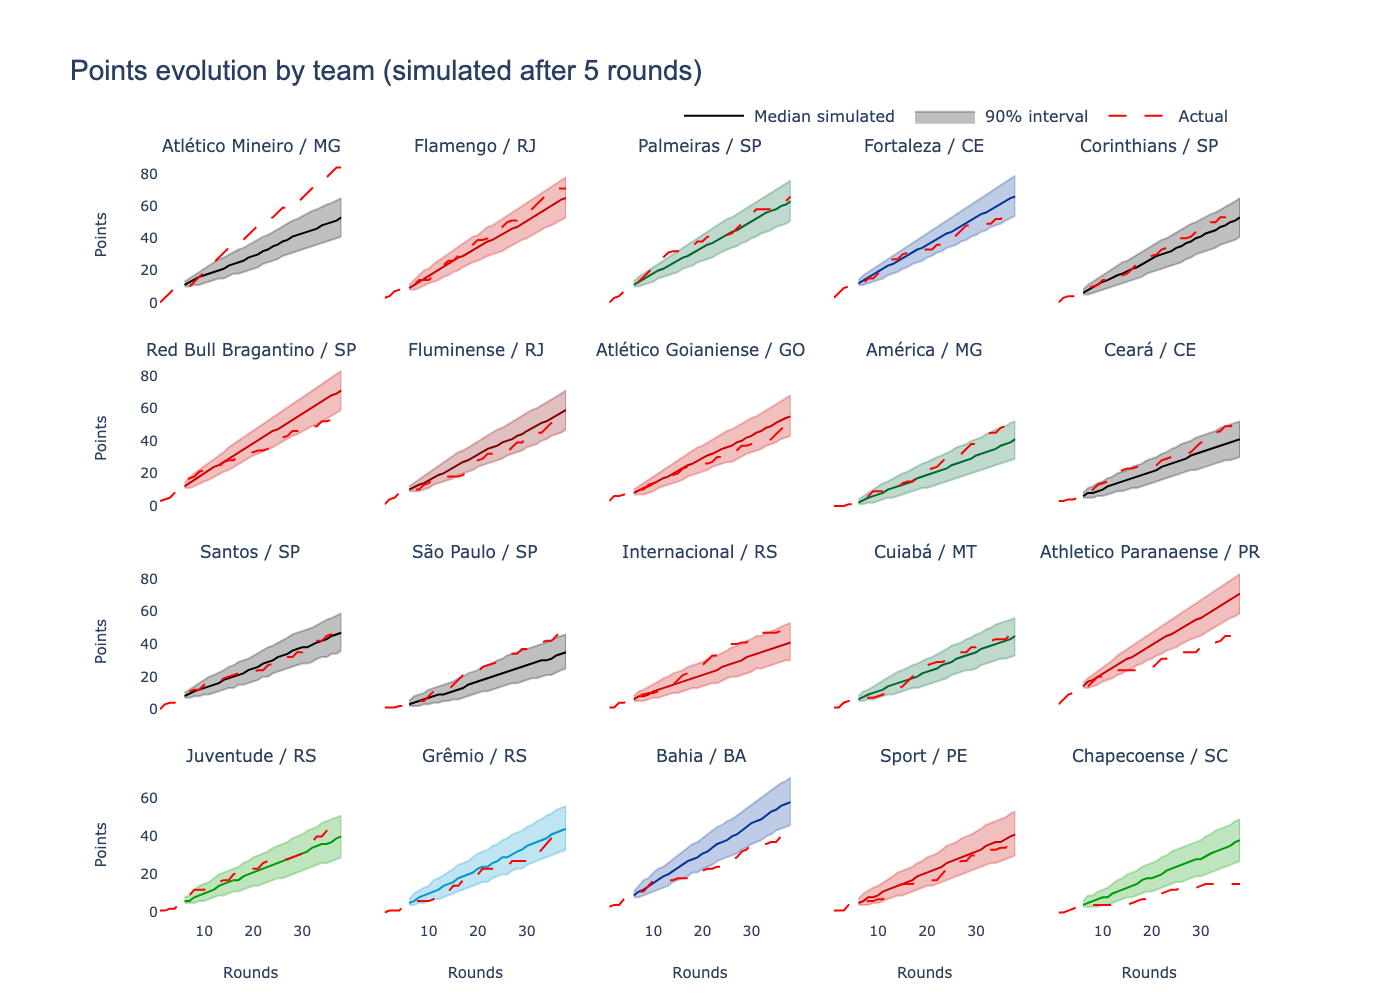 Points evolution by team (simulated after 5 rounds)
Median simulated 90% interval Actual
Atlético Mineiro / MG Flamengo / RJ Palmeiras / SP Fortaleza / CE Corinthians / SP
80
60
40
20
0
Points
Red Bull Bragantino / SP Fluminense / RJ Atlético Goianiense / GO América / MG Ceará / CE
80
60
40
20
0
Points
Santos / SP São Paulo / SP Internacional / RS Cuiabá / MT Athletico Paranaense / PR
80
60
40
20
0
Points
Juventude / RS Grêmio / RS Bahia / BA Sport / PE Chapecoense / SC
60
40
20
0
Points
10 20 30 10 20 30 10 20 30 10 20 30 10 20 30
Rounds Rounds Rounds Rounds Rounds